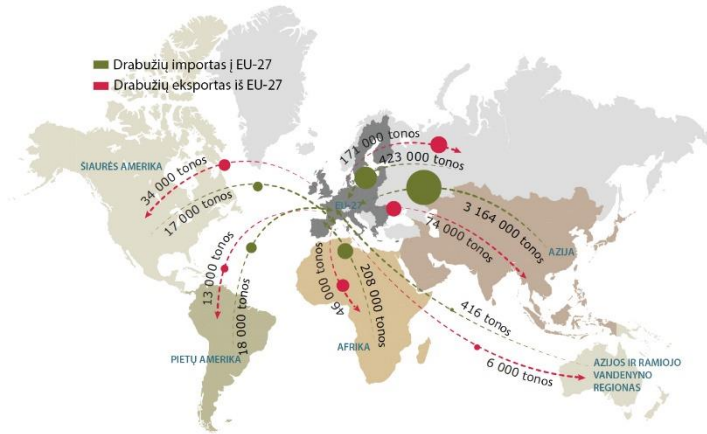 Drabužių importas į EU-27
Drabužių eksportas iš EU-27
171 000 tonos
423 000 tonos
ŠIAURĖS AMERIKA
34 000 tonos
17 000 tonos
EU-27
3 164 000 tonos
74 000 tonos
AZIJA
13 000 tonos
18 000 tonos
46 000 tonos
208 000 tonos
416 tonos
6 000 tonos
PIETŲ AMERIKA
AFRIKA
AZIJOS IR RAMIOJO
VANDENYNO
REGIONAS